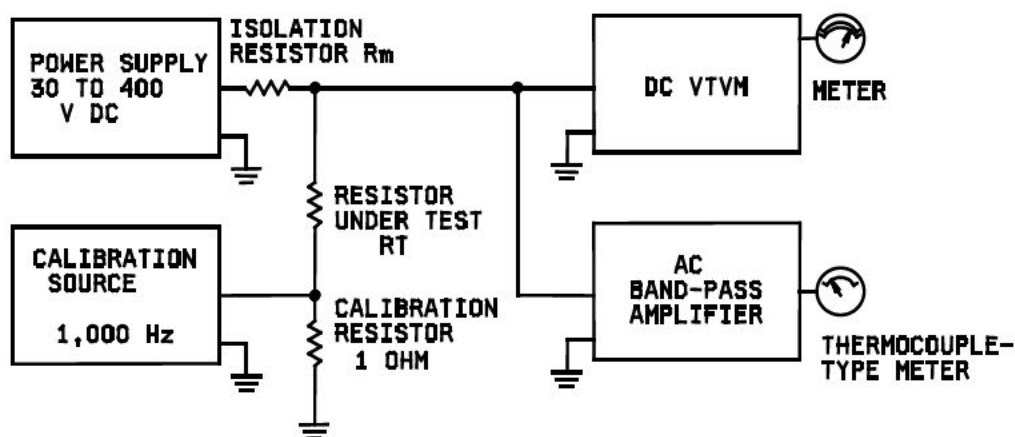 POWER SUPPLY
30 TO 400
V DC
ISOLATION
RESISTOR Rm
DC VTVM
METER
RESISTOR
UNDER TEST
RT
CALIBRATION
SOURCE
1,000 Hz
CALIBRATION
RESISTOR
1 OHM
AC
BAND-PASS
AMPLIFIER
THERMOCOUPLE-
TYPE METER